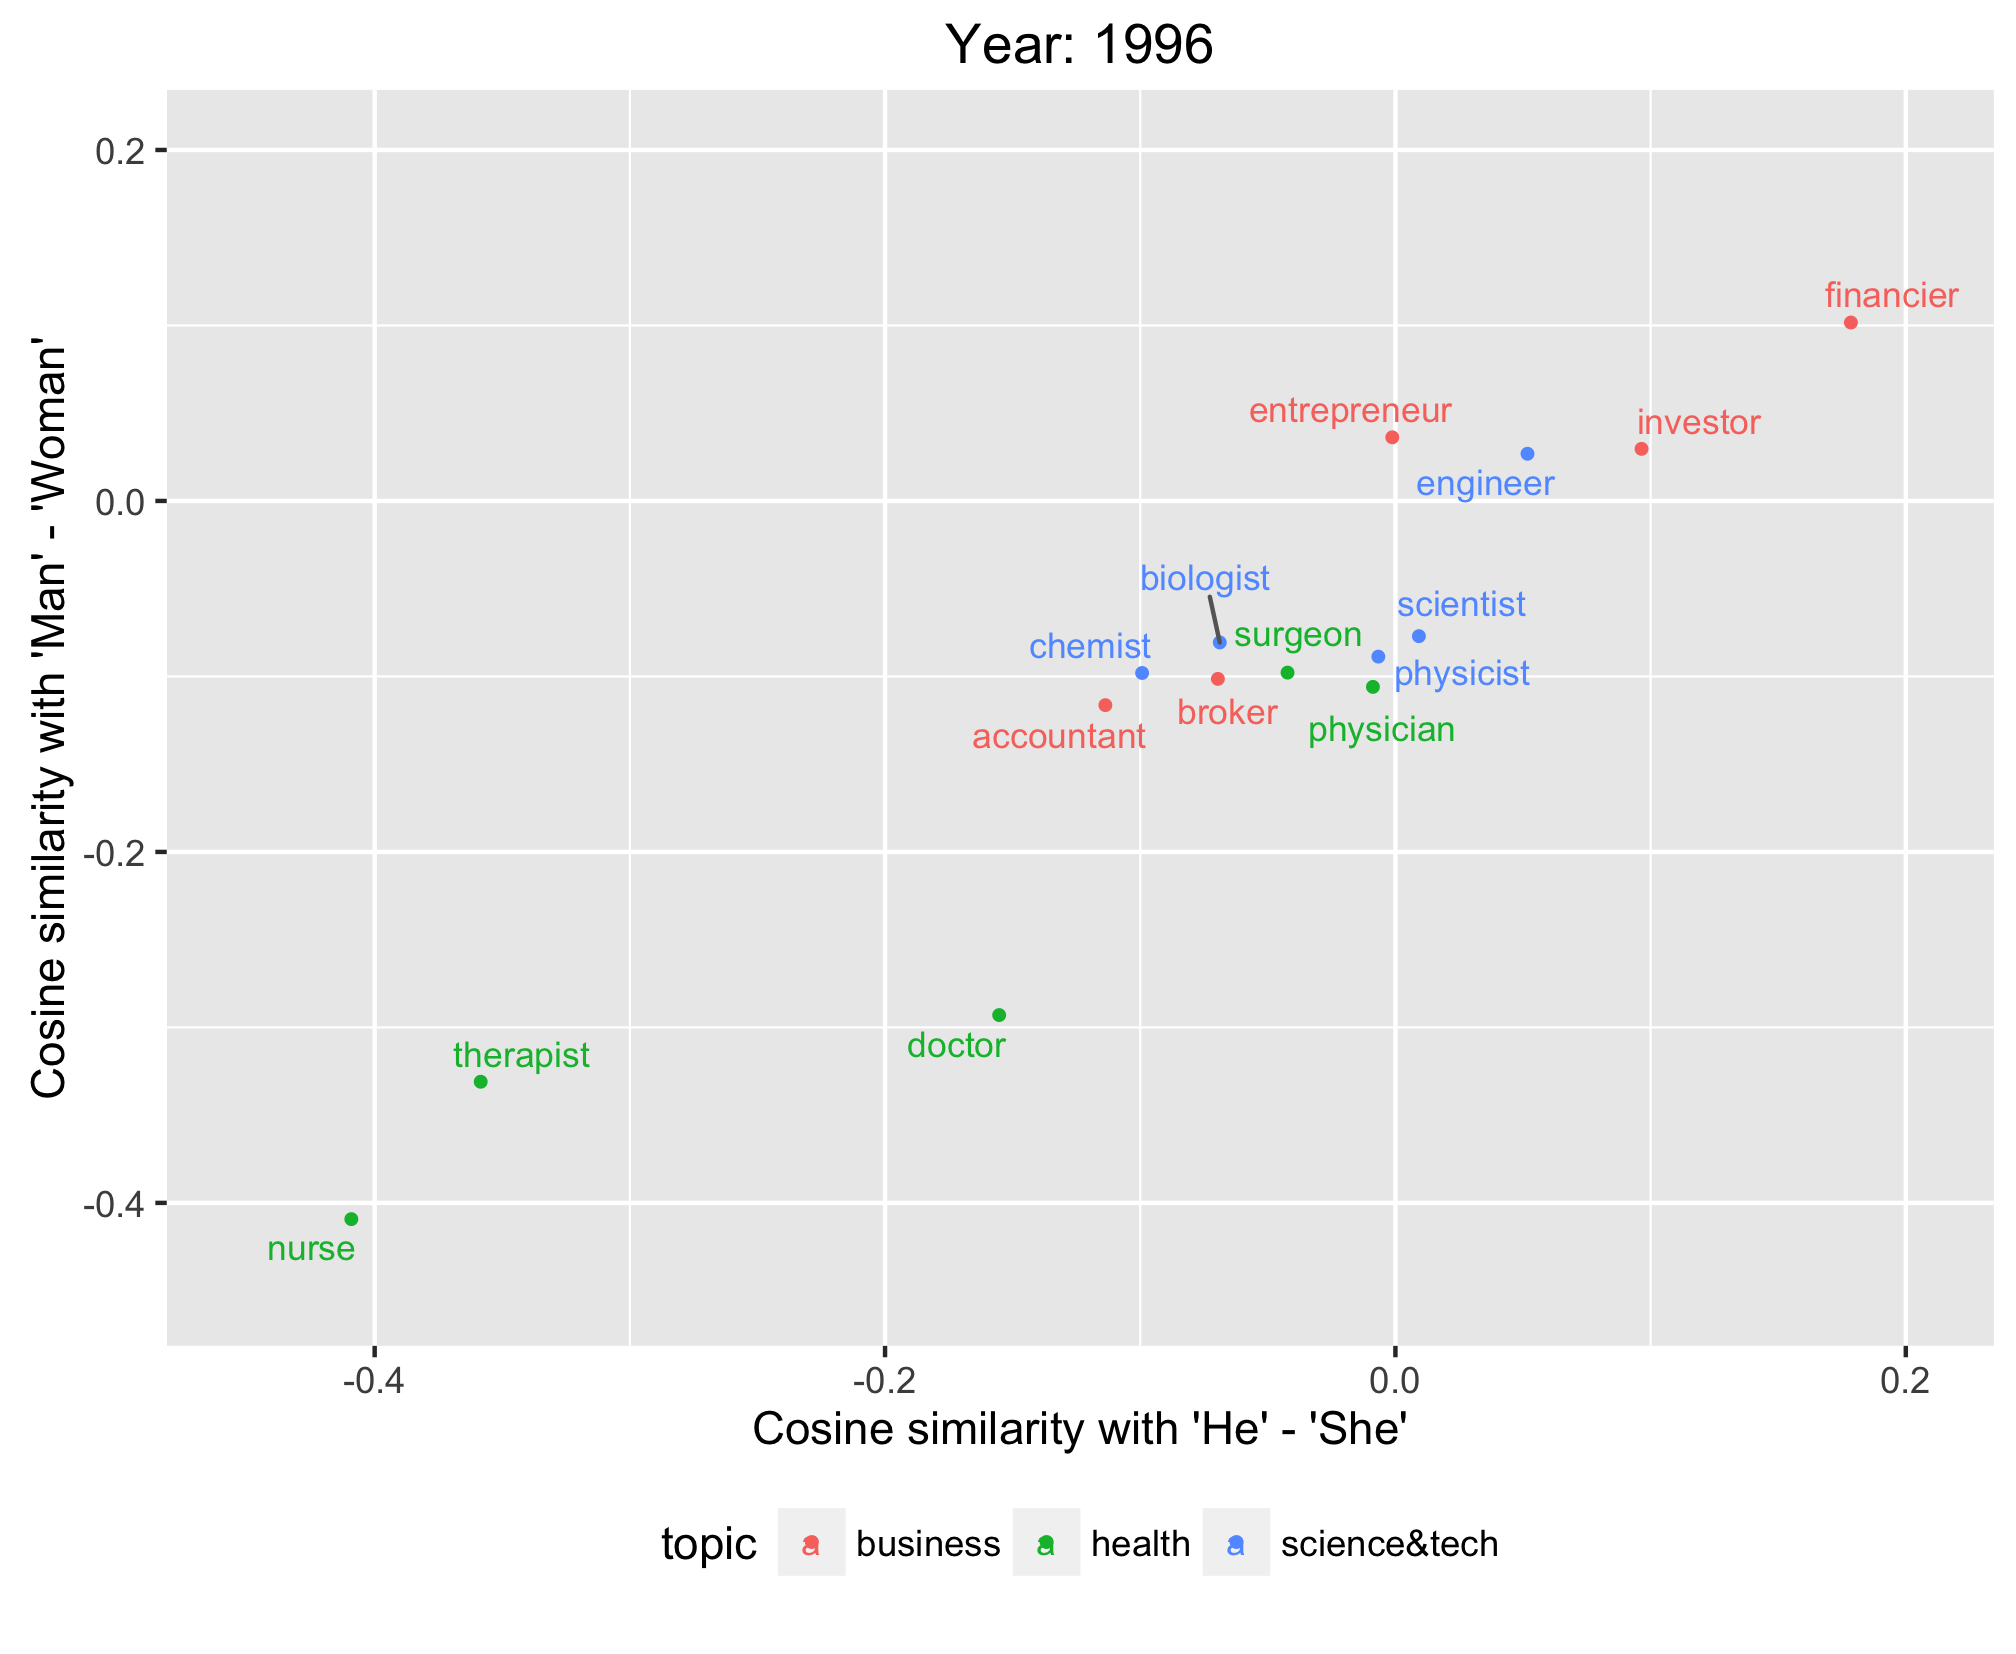 Year: 1996
Cosine similarity with 'Man' - 'Woman'
0.2
0.0
-0.2
-0.4
financier
entrepreneur
investor
engineer
biologist
scientist
surgeon
chemist
physicist
broker
physician
accountant
doctor
therapist
nurse
-0.4 -0.2 0.0 0.2
Cosine similarity with 'He' - 'She'
topic a business a health a science&tech